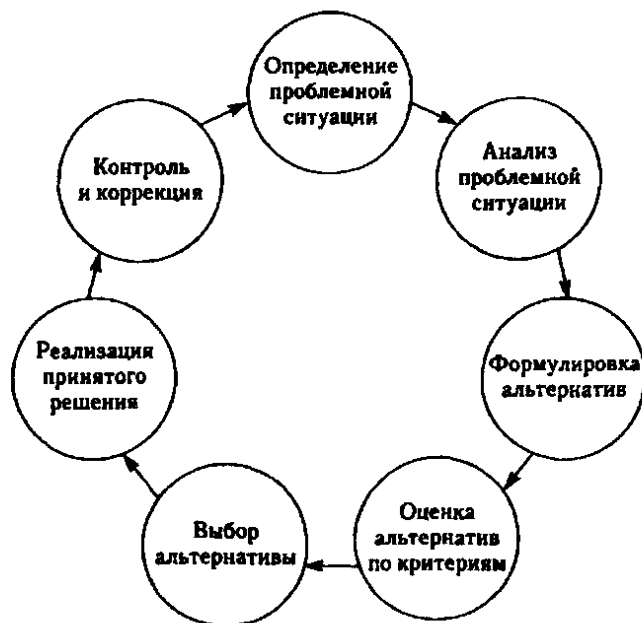 Определение
проблемной
ситуации
Анализ
проблемной
ситуации
Формулировка
альтернатив
Оценка
альтернатив
по критериям
Выбор
альтернативы
Реализация
принятого
решения
Контроль
и коррекция